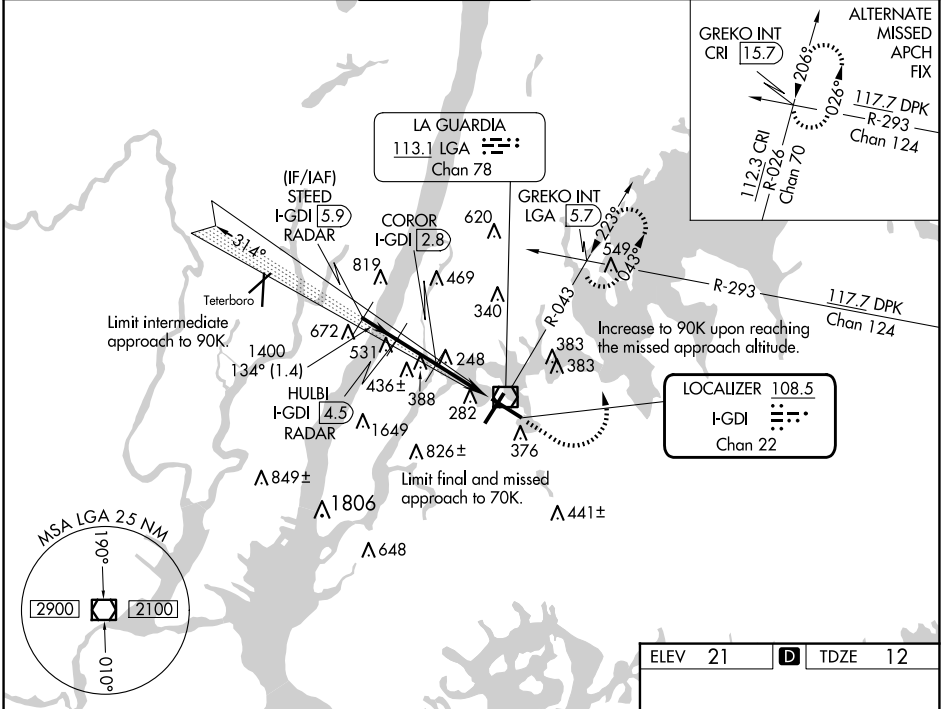 ALTERNATE
MISSED
APCH
FIX
GREKO INT
CRI 15.7
206°
026°
117.7 DPK
R-293
Chan 124
112.3 CRI
R-026
Chan 70
LA GUARDIA
113.1 LGA
Chan 78
(IF/IAF)
STEED
I-GDI 5.9
RADAR
COROR
I-GDI 2.8
620
GREKO INT
LGA 5.7
223°
043°
549
314°
819
469
340
R-043
R-293
117.7 DPK
Chan 124
Teterboro
Limit intermediate
approach to 90K.
672
531
Increase to 90K upon reaching
the missed approach altitude.
1400
134° (1.4)
248
383
383
436±
388
HULBI
I-GDI 4.5
RADAR
282
LOCALIZER 108.5
I-GDI
Chan 22
1649
376
826±
849±
Limit final and missed
approach to 70K.
1806
441±
648
MSA LGA 25 NM
190°
2900
2100
010°
ELEV 21 D TDZE 12